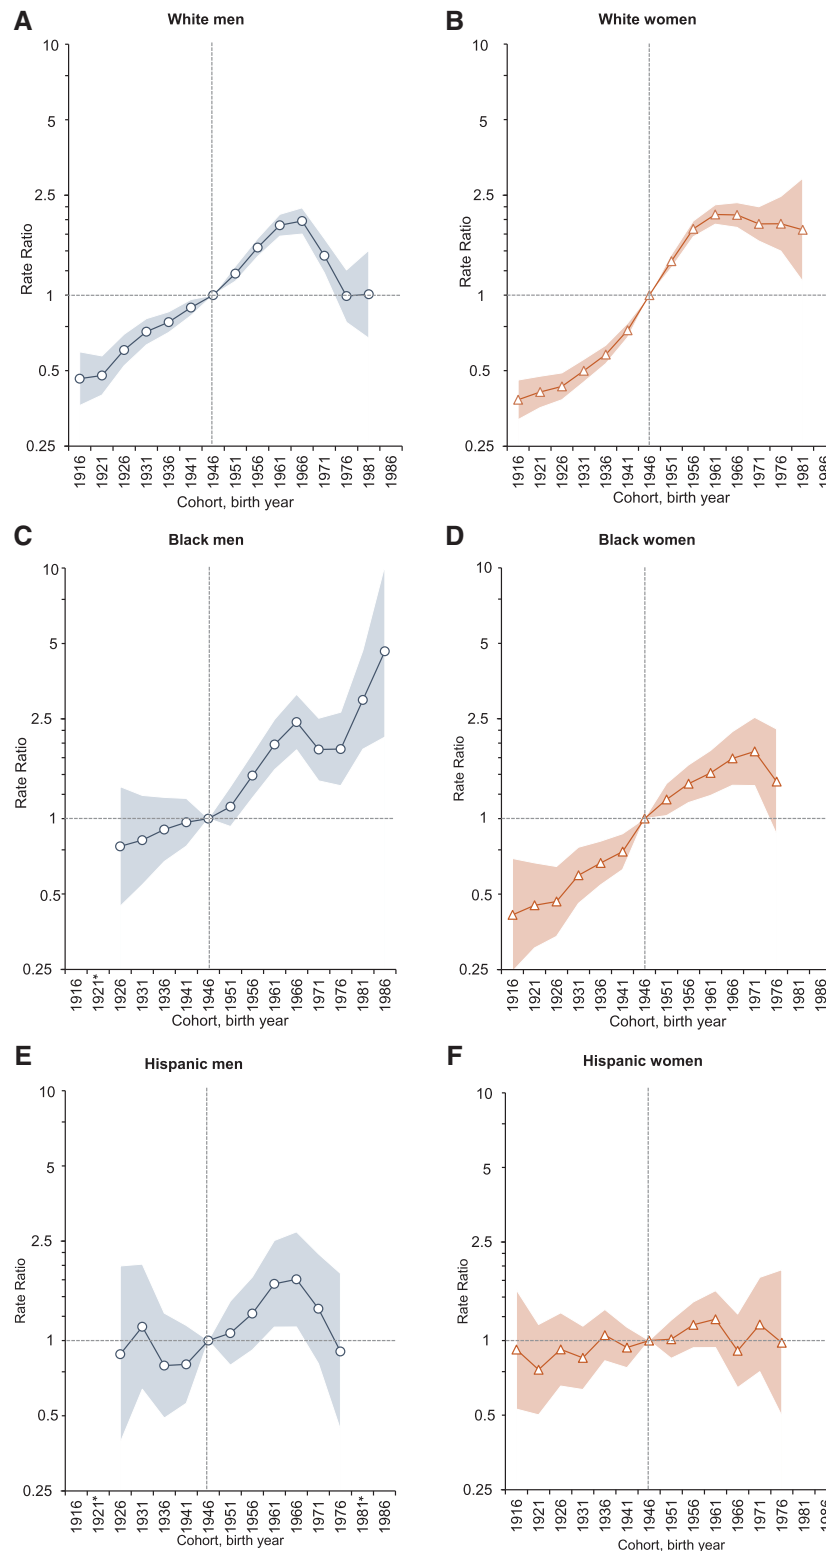 A
White men
10
5
2.5
1
0.5
0.25
Rate Ratio
1916 1921 1926 1931 1936 1941 1946 1951 1956 1961 1966 1971 1976 1981 1986
Cohort, birth year
B
White women
10
5
2.5
1
0.5
0.25
Rate Ratio
1916 1921 1926 1931 1936 1941 1946 1951 1956 1961 1966 1971 1976 1981 1986
Cohort, birth year
C
Black men
10
5
2.5
1
0.5
0.25
Rate Ratio
1916 1921* 1926 1931 1936 1941 1946 1951 1956 1961 1966 1971 1976 1981 1986
Cohort, birth year
D
Black women
10
5
2.5
1
0.5
0.25
Rate Ratio
1916 1921 1926 1931 1936 1941 1946 1951 1956 1961 1966 1971 1976 1981 1986
Cohort, birth year
E
Hispanic men
10
5
2.5
1
0.5
0.25
Rate Ratio
1916 1921* 1926 1931 1936 1941 1946 1951 1956 1961 1966 1971 1976 1981* 1986
Cohort, birth year
F
Hispanic women
10
5
2.5
1
0.5
0.25
Rate Ratio
1916 1921 1926 1931 1936 1941 1946 1951 1956 1961 1966 1971 1976 1981 1986
Cohort, birth year